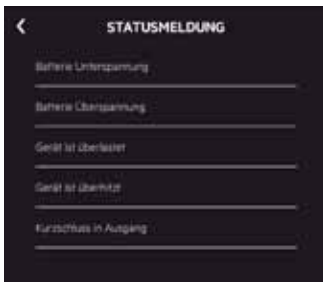 STATUSMELDUNG
Batterie Unterspannung
Batterie Überspannung
Gerät ist überlastet
Gerät ist überhitzt
Kurzschluss in Ausgang